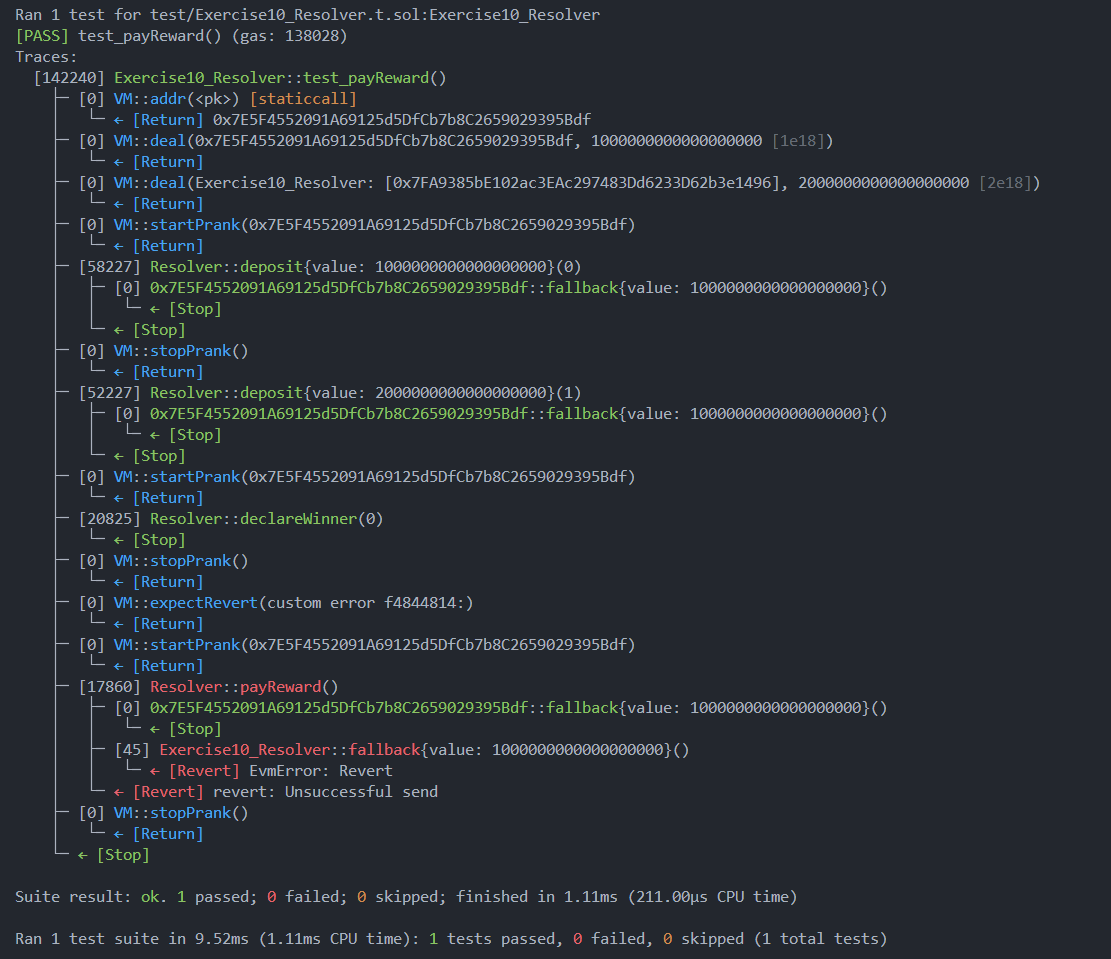 Ran 1 test for test/Exercise10_Resolver.t.sol:Exercise10_Resolver
[PASS] test_payReward() (gas: 138028)
Traces:
  [142240] Exercise10_Resolver::test_payReward()
    ├─ [0] VM::addr(<pk>) [staticcall]
    │   └─ ← [Return] 0x7E5F4552091A69125d5DfCb7b8C2659029395Bdf
    ├─ [0] VM::deal(0x7E5F4552091A69125d5DfCb7b8C2659029395Bdf, 1000000000000000000 [1e18])
    │   └─ ← [Return]
    ├─ [0] VM::deal(Exercise10_Resolver: [0x7FA9385bE102ac3EAc297483Dd6233D62b3e1496], 2000000000000000000 [2e18])
    │   └─ ← [Return]
    ├─ [0] VM::startPrank(0x7E5F4552091A69125d5DfCb7b8C2659029395Bdf)
    │   └─ ← [Return]
    ├─ [58227] Resolver::deposit{value: 1000000000000000000}(0)
    │   ├─ [0] 0x7E5F4552091A69125d5DfCb7b8C2659029395Bdf::fallback{value: 1000000000000000000}()
    │   │   └─ ← [Stop]
    │   └─ ← [Stop]
    ├─ [0] VM::stopPrank()
    │   └─ ← [Return]
    ├─ [52227] Resolver::deposit{value: 2000000000000000000}(1)
    │   ├─ [0] 0x7E5F4552091A69125d5DfCb7b8C2659029395Bdf::fallback{value: 1000000000000000000}()
    │   │   └─ ← [Stop]
    │   └─ ← [Stop]
    ├─ [0] VM::startPrank(0x7E5F4552091A69125d5DfCb7b8C2659029395Bdf)
    │   └─ ← [Return]
    ├─ [20825] Resolver::declareWinner(0)
    │   └─ ← [Stop]
    ├─ [0] VM::stopPrank()
    │   └─ ← [Return]
    ├─ [0] VM::expectRevert(custom error f4844814:)
    │   └─ ← [Return]
    ├─ [0] VM::startPrank(0x7E5F4552091A69125d5DfCb7b8C2659029395Bdf)
    │   └─ ← [Return]
    ├─ [17860] Resolver::payReward()
    │   ├─ [0] 0x7E5F4552091A69125d5DfCb7b8C2659029395Bdf::fallback{value: 1000000000000000000}()
    │   │   └─ ← [Stop]
    │   ├─ [45] Exercise10_Resolver::fallback{value: 1000000000000000000}()
    │   │   └─ ← [Revert] EvmError: Revert
    │   └─ ← [Revert] revert: Unsuccessful send
    ├─ [0] VM::stopPrank()
    │   └─ ← [Return]
    └─ ← [Stop]

Suite result: ok. 1 passed; 0 failed; 0 skipped; finished in 1.11ms (211.00µs CPU time)

Ran 1 test suite in 9.52ms (1.11ms CPU time): 1 tests passed, 0 failed, 0 skipped (1 total tests)